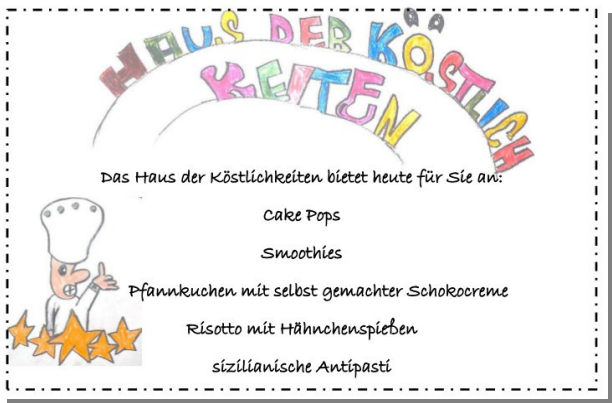 HAUS DER KÖSTLICH
KEITEN
Das Haus der Köstlichkeiten bietet heute für Sie an:
Cake Pops
Smoothies
Pfannkuchen mit selbst gemachter Schokocreme
Risotto mit Hähnchenspießen
sizilianische Antipasti